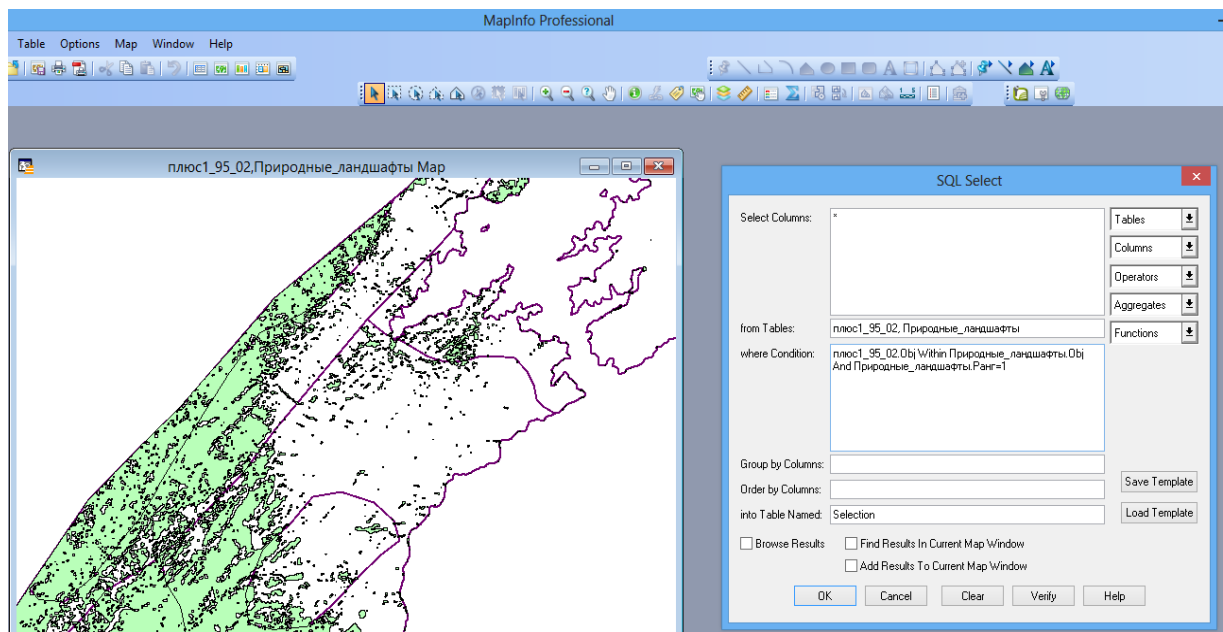 MapInfo Professional
Table Options Map Window Help
плюс1_95_02,Природные_ландшафты Map
SQL Select
Select Columns: *
Tables
Columns
Operators
Aggregates
from Tables: плюс1_95_02, Природные_ландшафты
Functions
where Condition: плюс1_95_02.Obj Within Природные_ландшафты.Obj
And Природные_ландшафты.Ранг=1
Group by Columns:
Order by Columns:
Save Template
into Table Named: Selection
Load Template
Browse Results Find Results In Current Map Window
Add Results To Current Map Window
OK Cancel Clear Verify Help